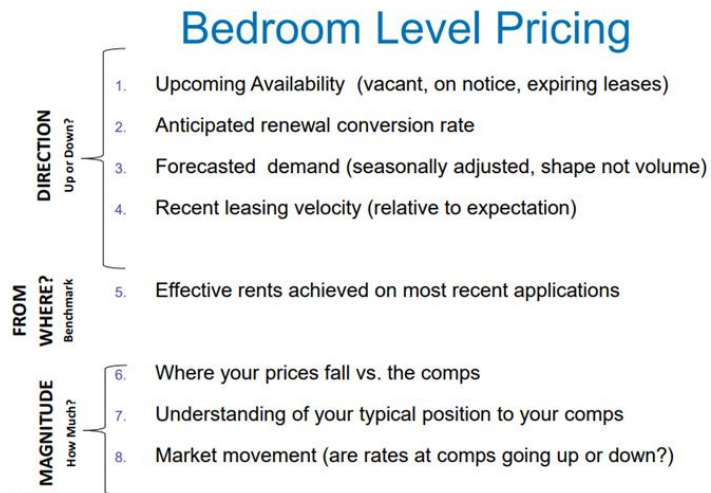 Bedroom Level Pricing
DIRECTION
Up or Down?
1. Upcoming Availability (vacant, on notice, expiring leases)
2. Anticipated renewal conversion rate
3. Forecasted demand (seasonally adjusted, shape not volume)
4. Recent leasing velocity (relative to expectation)
FROM
WHERE?
Benchmark
5. Effective rents achieved on most recent applications
MAGNITUDE
How Much?
6. Where your prices fall vs. the comps
7. Understanding of your typical position to your comps
8. Market movement (are rates at comps going up or down?)